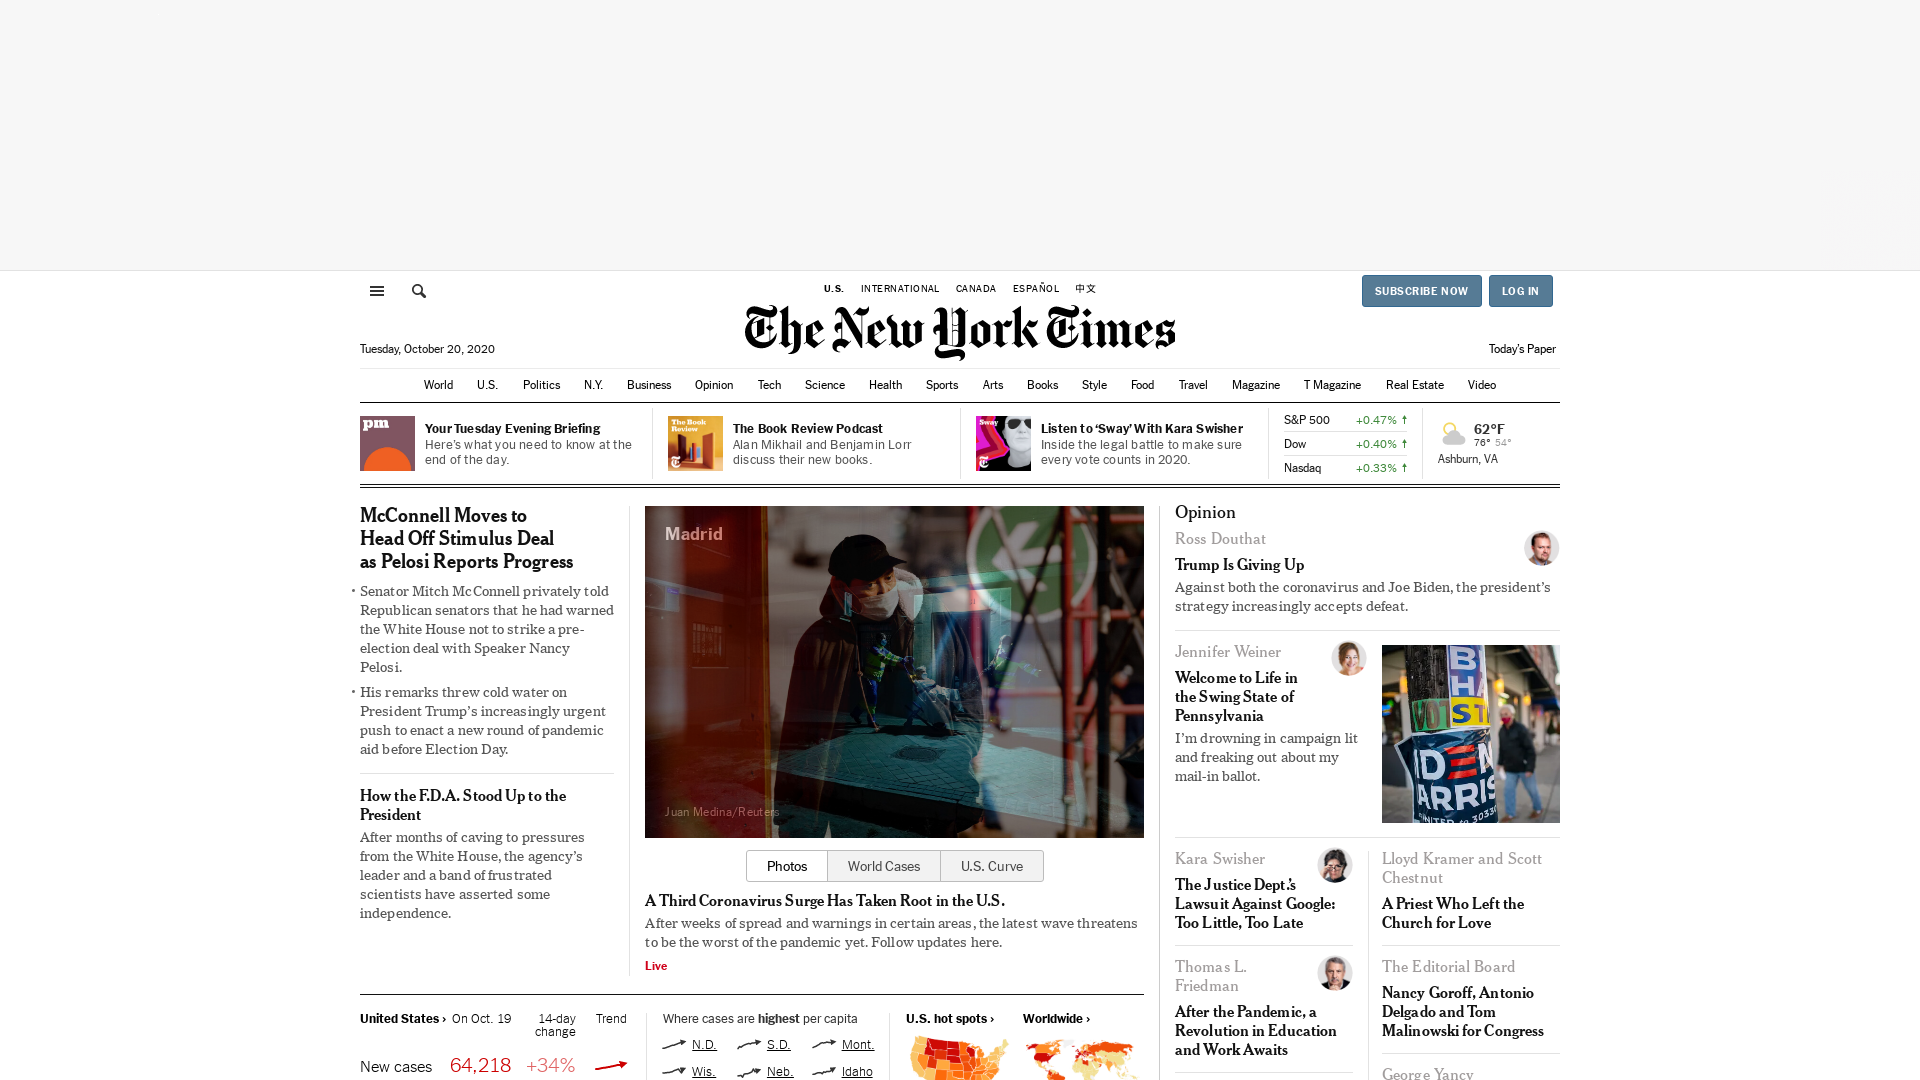 U.S. INTERNATIONAL CANADA ESPAÑOL 中文
SUBSCRIBE NOW LOG IN
The New York Times
Tuesday, October 20, 2020
Today's Paper
World U.S. Politics N.Y. Business Opinion Tech Science Health Sports Arts Books Style Food Travel Magazine T Magazine Real Estate Video
pm
Your Tuesday Evening Briefing
Here's what you need to know at the
end of the day.
The Book
Review
The Book Review Podcast
Alan Mikhail and Benjamin Lorr
discuss their new books.
Sway
Listen to ‘Sway’ With Kara Swisher
Inside the legal battle to make sure
every vote counts in 2020.
S&P 500 +0.47%
Dow +0.40%
Nasdaq +0.33%
62°F
76° 54°
Ashburn, VA
McConnell Moves to
Head Off Stimulus Deal
as Pelosi Reports Progress
• Senator Mitch McConnell privately told
Republican senators that he had warned
the White House not to strike a pre-
election deal with Speaker Nancy
Pelosi.
• His remarks threw cold water on
President Trump’s increasingly urgent
push to enact a new round of pandemic
aid before Election Day.
How the F.D.A. Stood Up to the
President
After months of caving to pressures
from the White House, the agency’s
leader and a band of frustrated
scientists have asserted some
independence.
Madrid
Juan Medina/Reuters
Photos World Cases U.S. Curve
A Third Coronavirus Surge Has Taken Root in the U.S.
After weeks of spread and warnings in certain areas, the latest wave threatens
to be the worst of the pandemic yet. Follow updates here.
Live
United States › On Oct. 19 14-day
change Trend
New cases 64,218 +34%
Where cases are highest per capita
N.D. S.D. Mont.
Wis. Neb. Idaho
U.S. hot spots › Worldwide ›
Opinion
Ross Douthat
Trump Is Giving Up
Against both the coronavirus and Joe Biden, the president’s
strategy increasingly accepts defeat.
Jennifer Weiner
Welcome to Life in
the Swing State of
Pennsylvania
I’m drowning in campaign lit
and freaking out about my
mail-in ballot.
Kara Swisher
The Justice Dept.’s
Lawsuit Against Google:
Too Little, Too Late
Lloyd Kramer and Scott
Chestnut
A Priest Who Left the
Church for Love
Thomas L.
Friedman
After the Pandemic, a
Revolution in Education
and Work Awaits
The Editorial Board
Nancy Goroff, Antonio
Delgado and Tom
Malinowski for Congress
George Yancy